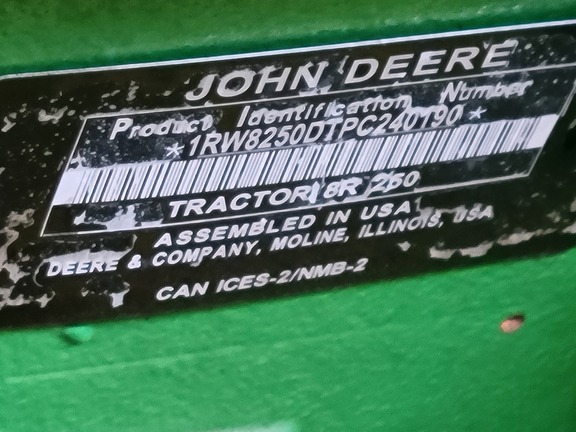 JOHN DEERE
Product Identification Number
*1RW8250DTPC240190*
TRACTOR 8R 250
ASSEMBLED IN USA
DEERE & COMPANY, MOLINE, ILLINOIS, USA
CAN ICES-2/NMB-2